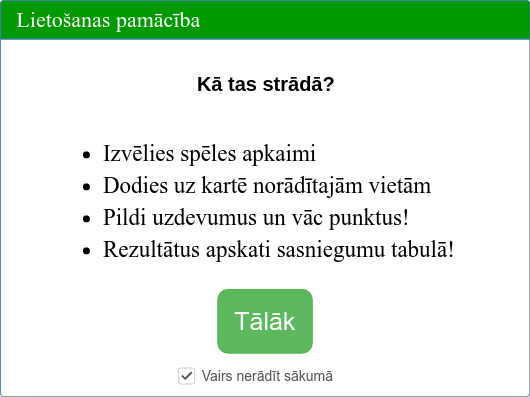 Lietošanas pamācība
Kā tas strādā?
Izvēlies spēles apkaimi
Dodies uz kartē norādītajām vietām
Pildi uzdevumus un vāc punktus!
Rezultātus apskati sasniegumu tabulā!
Tālāk
Vairs nerādīt sākumā